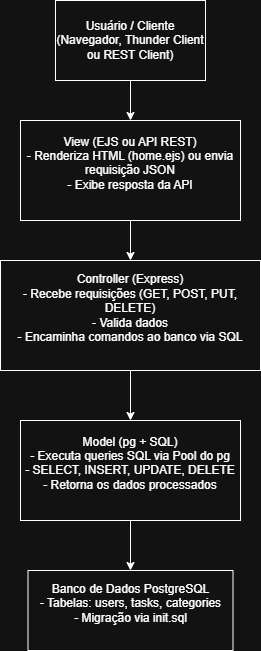 Usuário / Cliente
(Navegador, Thunder Client
ou REST Client)
View (EJS ou API REST)
- Renderiza HTML (home.ejs) ou envia
requisição JSON
- Exibe resposta da API
Controller (Express)
- Recebe requisições (GET, POST, PUT,
DELETE)
- Valida dados
- Encaminha comandos ao banco via SQL
Model (pg + SQL)
- Executa queries SQL via Pool do pg
- SELECT, INSERT, UPDATE, DELETE
- Retorna os dados processados
Banco de Dados PostgreSQL
- Tabelas: users, tasks, categories
- Migração via init.sql